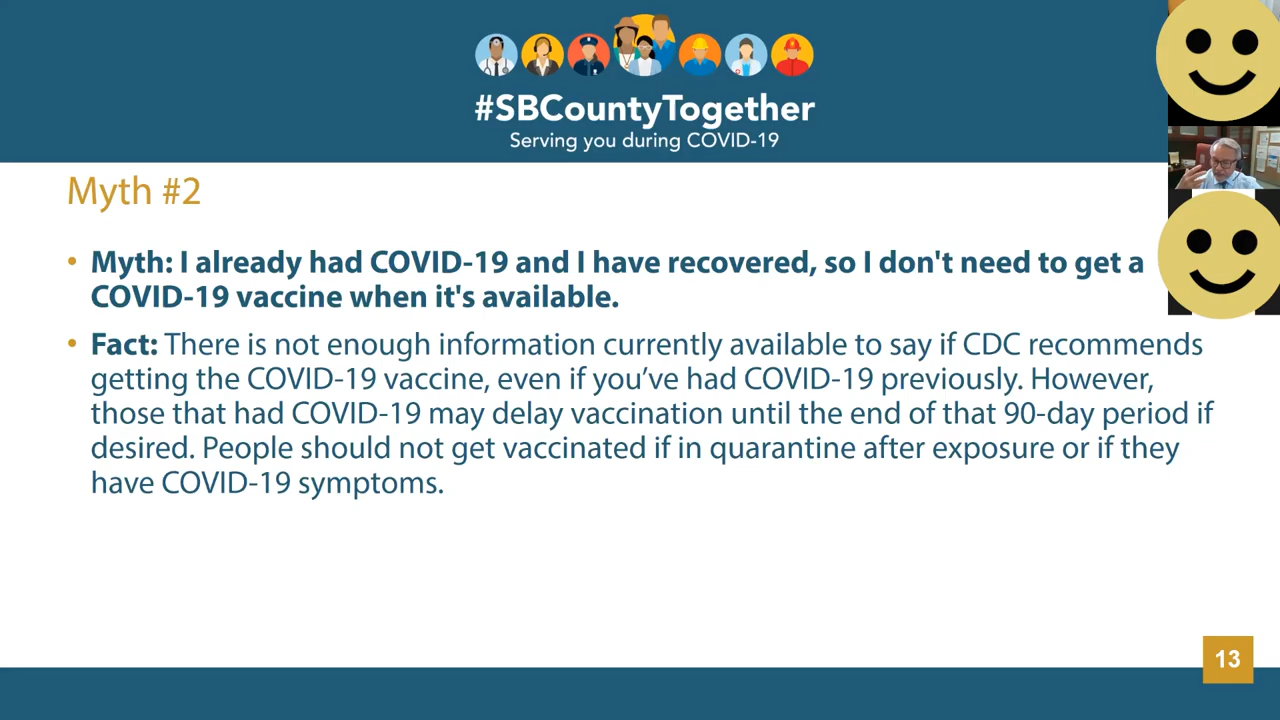 #SBCountyTogether
Serving you during COVID-19
Myth #2
• Myth: I already had COVID-19 and I have recovered, so I don't need to get a
COVID-19 vaccine when it's available.
• Fact: There is not enough information currently available to say if CDC recommends
getting the COVID-19 vaccine, even if you’ve had COVID-19 previously. However,
those that had COVID-19 may delay vaccination until the end of that 90-day period if
desired. People should not get vaccinated if in quarantine after exposure or if they
have COVID-19 symptoms.
13